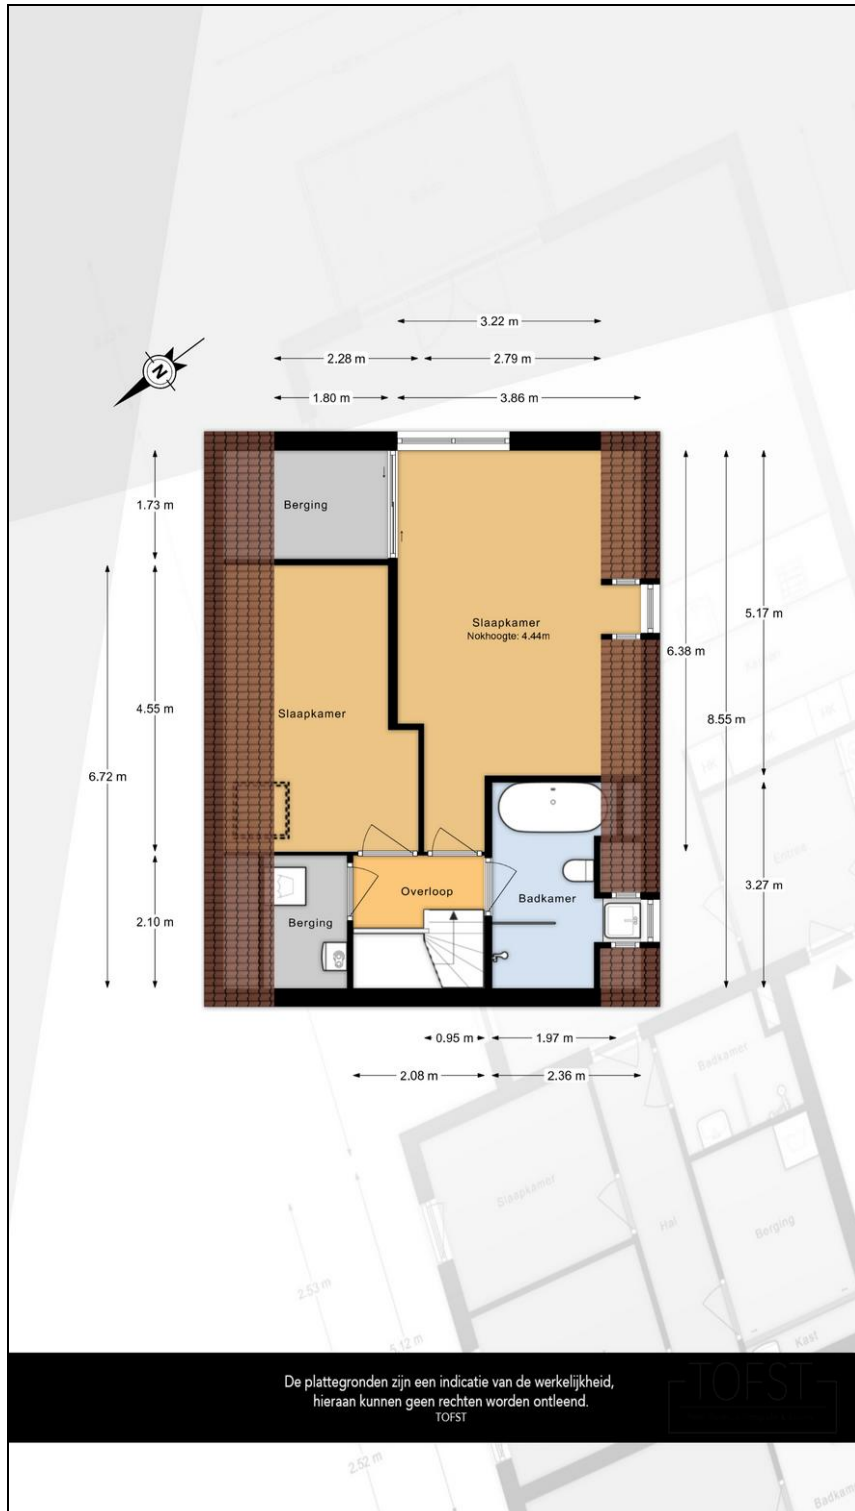 3.22 m
2.28 m
2.79 m
1.80 m
3.86 m
N
1.73 m
Berging
Slaapkamer
Nokhoogte: 4.44m
5.17 m
6.38 m
4.55 m
Slaapkamer
8.55 m
6.72 m
Overloop
Badkamer
3.27 m
2.10 m
Berging
0.95 m
1.97 m
2.08 m
2.36 m
Badkamer
Slaapkamer
Hal
Berging
2.53 m
5.12 m
Kast
De plattegronden zijn een indicatie van de werkelijkheid,
hieraan kunnen geen rechten worden ontleend.
TOFST
TOFST
2.52 m